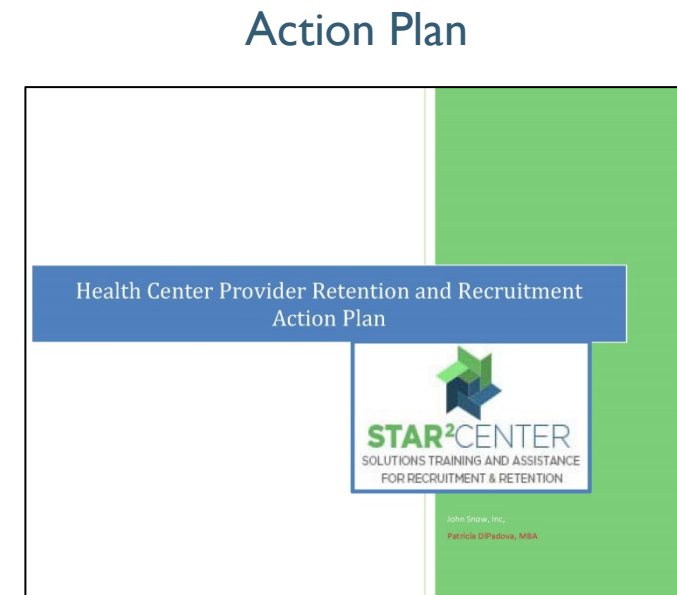 Action Plan
Health Center Provider Retention and Recruitment
Action Plan
STAR²CENTER
SOLUTIONS TRAINING AND ASSISTANCE
FOR RECRUITMENT & RETENTION
John Snow, Inc,
Patricia DiPadova, MBA